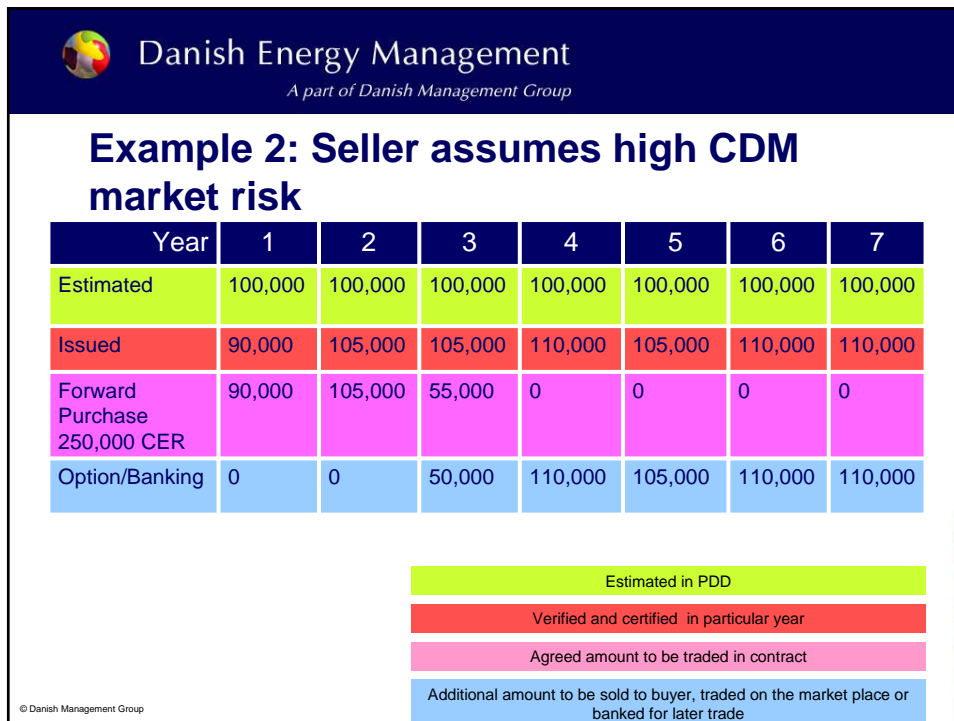 Danish Energy Management
A part of Danish Management Group
Example 2: Seller assumes high CDM
market risk
Year 1 2 3 4 5 6 7
Estimated 100,000 100,000 100,000 100,000 100,000 100,000 100,000
Issued 90,000 105,000 105,000 110,000 105,000 110,000 110,000
Forward 90,000 105,000 55,000 0 0 0 0
Purchase
250,000 CER
Option/Banking 0 0 50,000 110,000 105,000 110,000 110,000
Estimated in PDD
Verified and certified in particular year
Agreed amount to be traded in contract
Additional amount to be sold to buyer, traded on the market place or
banked for later trade
© Danish Management Group